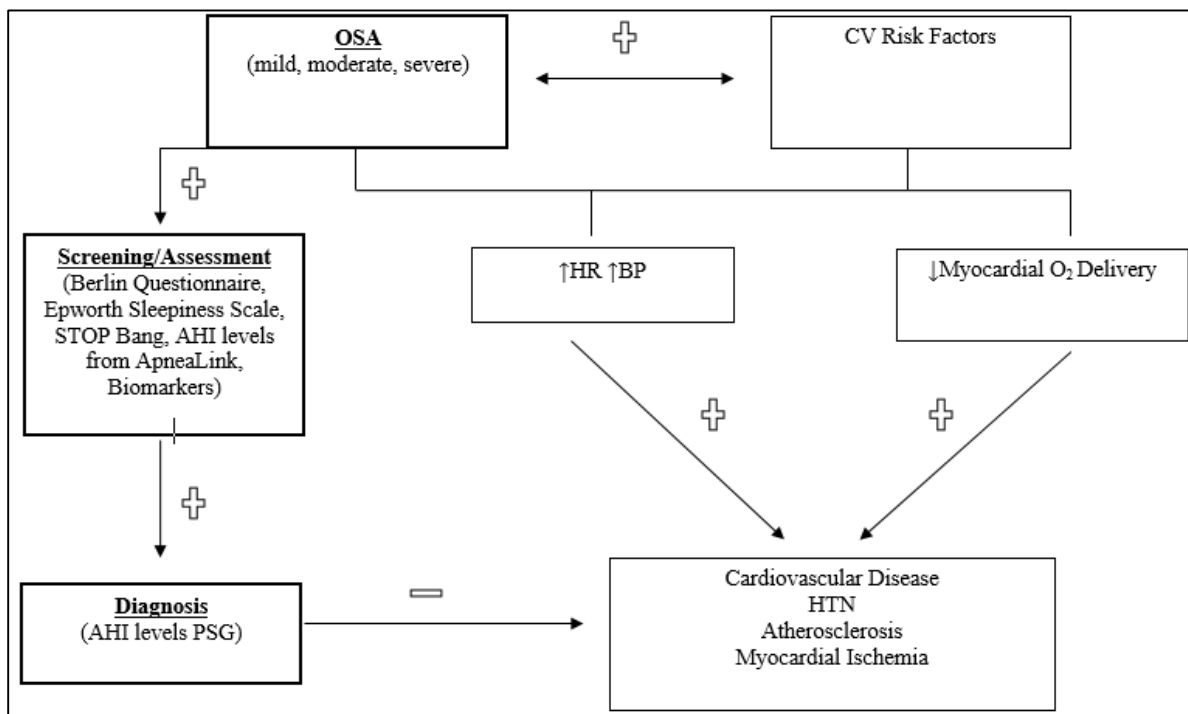 OSA
(mild, moderate, severe)
CV Risk Factors
Screening/Assessment
(Berlin Questionnaire,
Epworth Sleepiness Scale,
STOP Bang, AHI levels
from ApneaLink,
Biomarkers)
↑HR ↑BP
↓Myocardial O₂ Delivery
Diagnosis
(AHI levels PSG)
Cardiovascular Disease
HTN
Atherosclerosis
Myocardial Ischemia